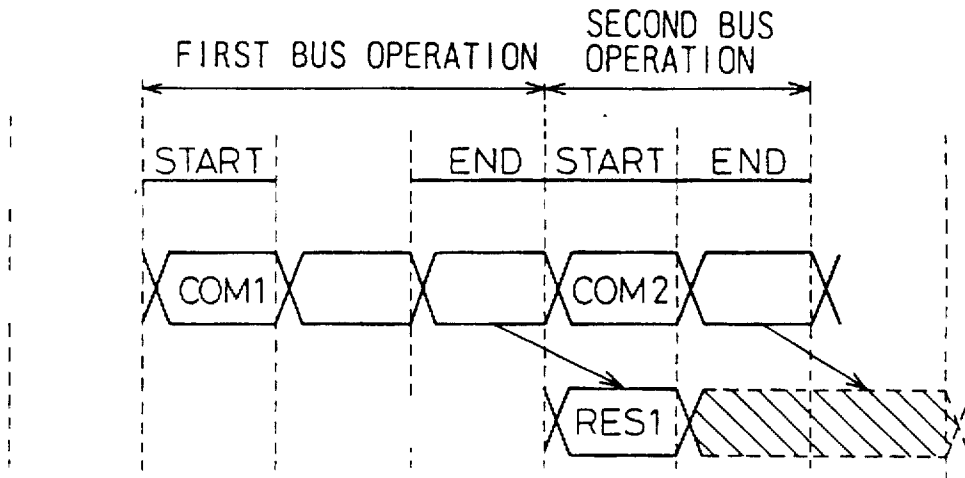 FIRST BUS OPERATION
SECOND BUS
OPERATION
START
END
START
END
COM1
COM2
RES1